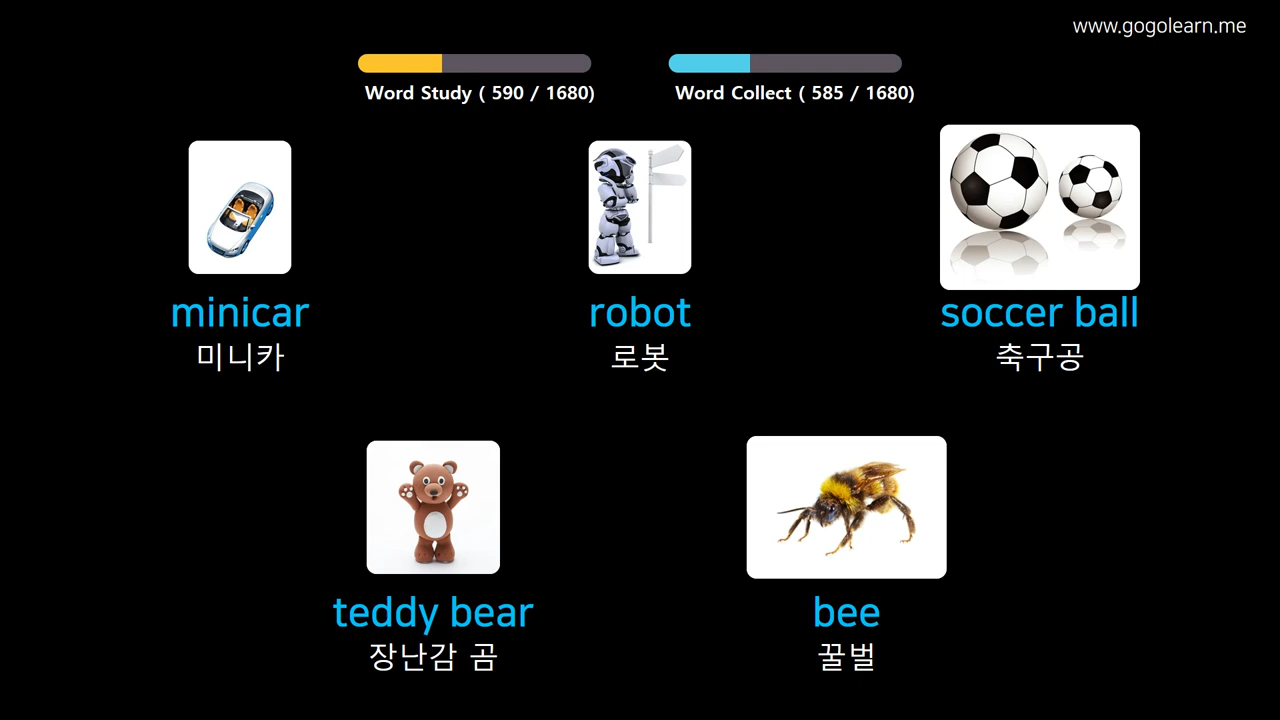 www.gogolearn.me
Word Study ( 590 / 1680)
Word Collect ( 585 / 1680)
minicar
미니카
robot
로봇
soccer ball
축구공
teddy bear
장난감 곰
bee
꿀벌